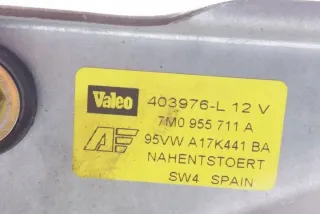 Valeo 403976-L 12 V
7M0 955 711 A
95VW A17K441 BA
NAHENTSTOERT
SW4 SPAIN